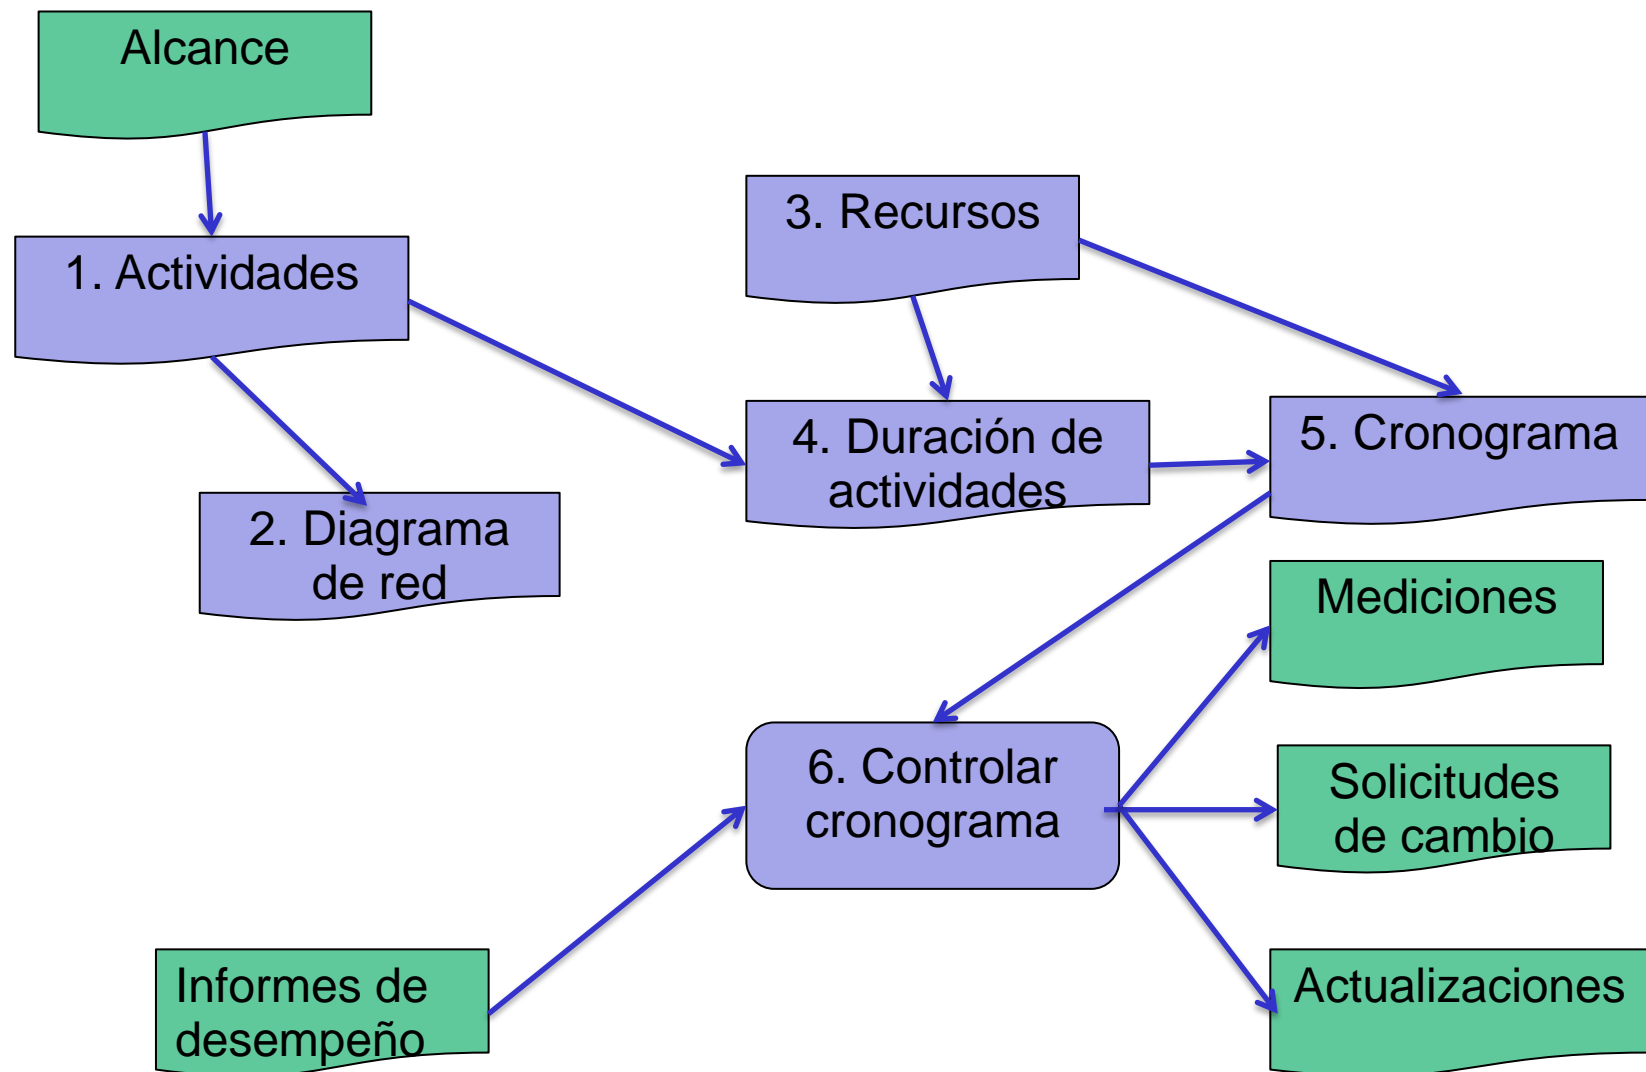 Alcance
3. Recursos
1. Actividades
4. Duración de
actividades
5. Cronograma
2. Diagrama
de red
Mediciones
6. Controlar
cronograma
Solicitudes
de cambio
Informes de
desempeño
Actualizaciones